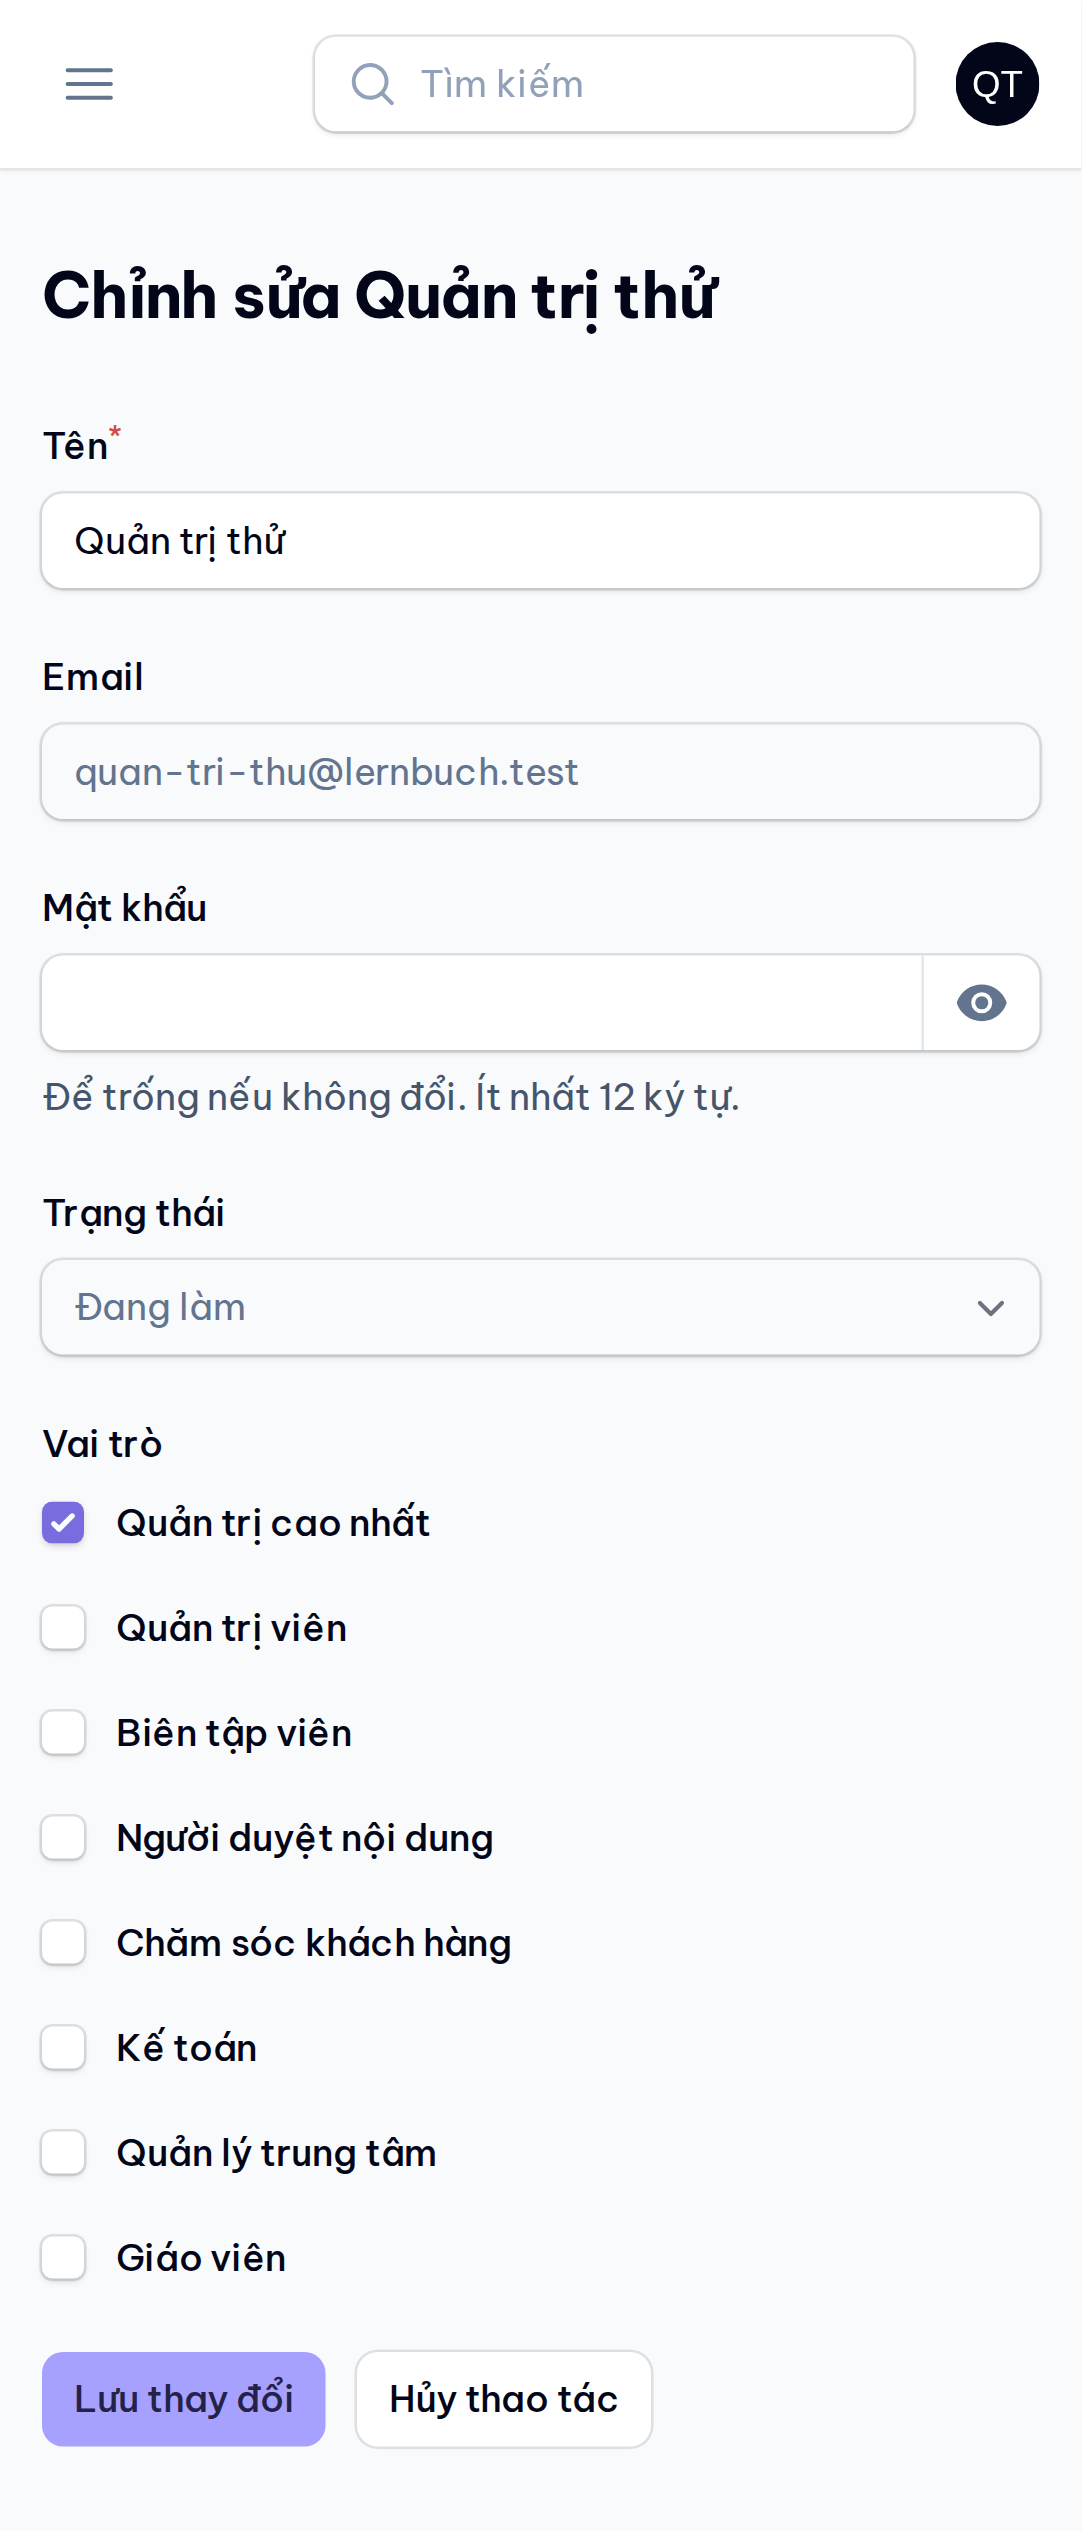 Tìm kiếm
QT
Chỉnh sửa Quản trị thử
Tên*
Quản trị thử
Email
quan-tri-thu@lernbuch.test
Mật khẩu
Để trống nếu không đổi. Ít nhất 12 ký tự.
Trạng thái
Đang làm
Vai trò
Quản trị cao nhất
Quản trị viên
Biên tập viên
Người duyệt nội dung
Chăm sóc khách hàng
Kế toán
Quản lý trung tâm
Giáo viên
Lưu thay đổi
Hủy thao tác